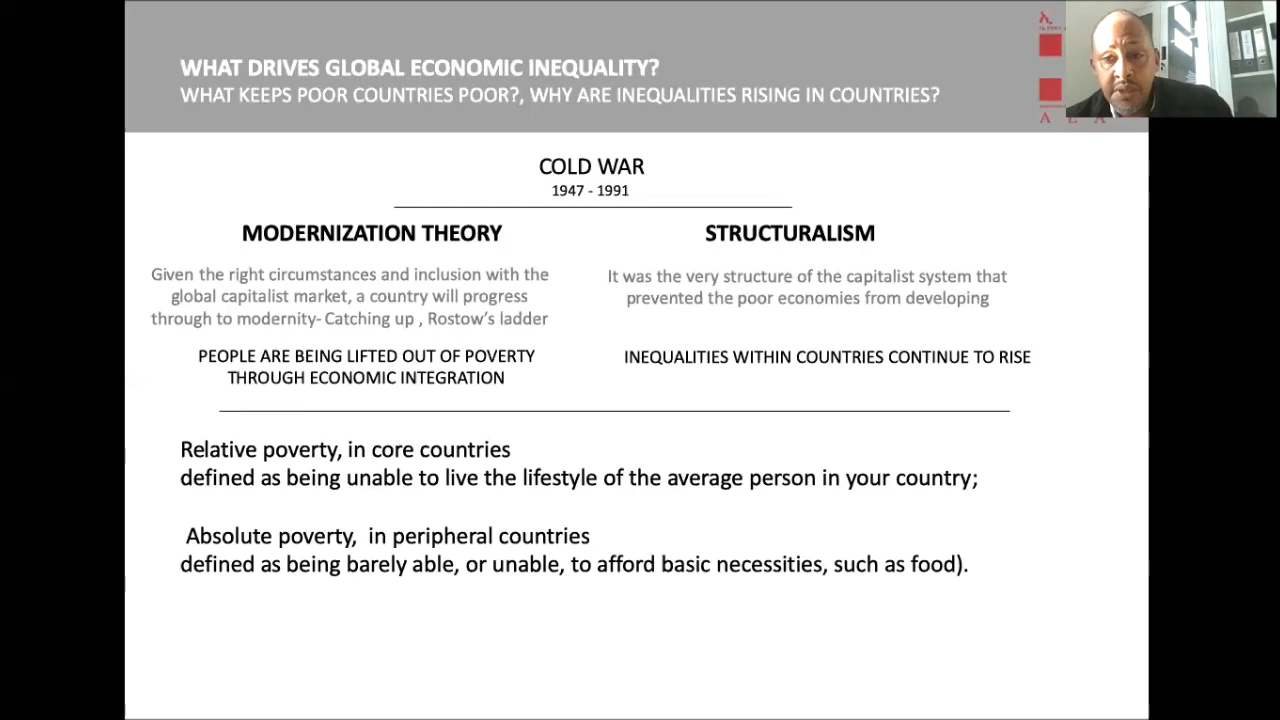 WHAT DRIVES GLOBAL ECONOMIC INEQUALITY?
WHAT KEEPS POOR COUNTRIES POOR?, WHY ARE INEQUALITIES RISING IN COUNTRIES?
A L A
COLD WAR
1947 - 1991
MODERNIZATION THEORY
Given the right circumstances and inclusion with the
global capitalist market, a country will progress
through to modernity- Catching up , Rostow's ladder
PEOPLE ARE BEING LIFTED OUT OF POVERTY
THROUGH ECONOMIC INTEGRATION
STRUCTURALISM
It was the very structure of the capitalist system that
prevented the poor economies from developing
INEQUALITIES WITHIN COUNTRIES CONTINUE TO RISE
Relative poverty, in core countries
defined as being unable to live the lifestyle of the average person in your country;
Absolute poverty, in peripheral countries
defined as being barely able, or unable, to afford basic necessities, such as food).